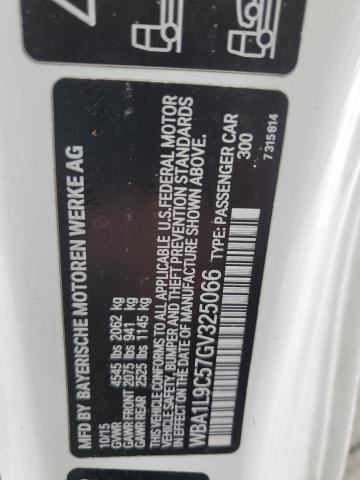 MFD BY BAYERISCHE MOTOREN WERKE AG
10/15
GVWR 4545 lbs 2062 kg
GAWR FRONT 2075 lbs 941 kg
GAWR/REAR 2525 lbs 1145 kg
THIS VEHICLE CONFORMS TO ALL APPLICABLE U.S.FEDERAL MOTOR
VEHICLE SAFETY, BUMPER AND THEFT PREVENTION STANDARDS
IN EFFECT ON THE DATE OF MANUFACTURE SHOWN ABOVE.
WBA1L9C57GV325066 TYPE: PASSENGER CAR
300
7315814